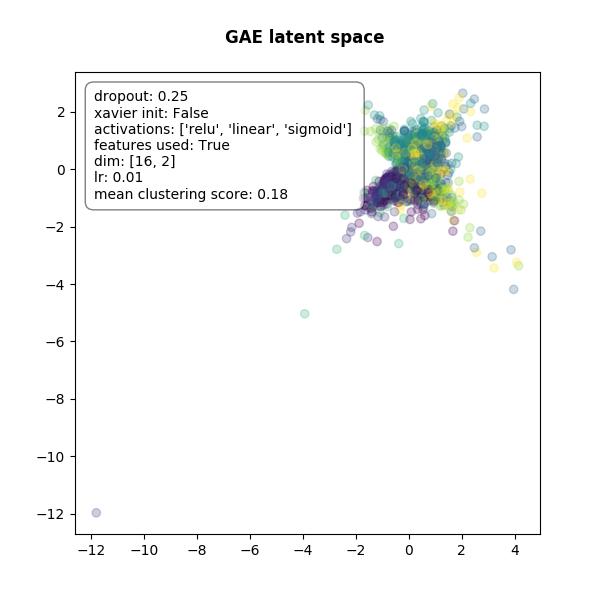 GAE latent space
dropout: 0.25
xavier init: False
activations: ['relu', 'linear', 'sigmoid']
features used: True
dim: [16, 2]
lr: 0.01
mean clustering score: 0.18
2
0
−2
−4
−6
−8
−10
−12
−12 −10 −8 −6 −4 −2 0 2 4